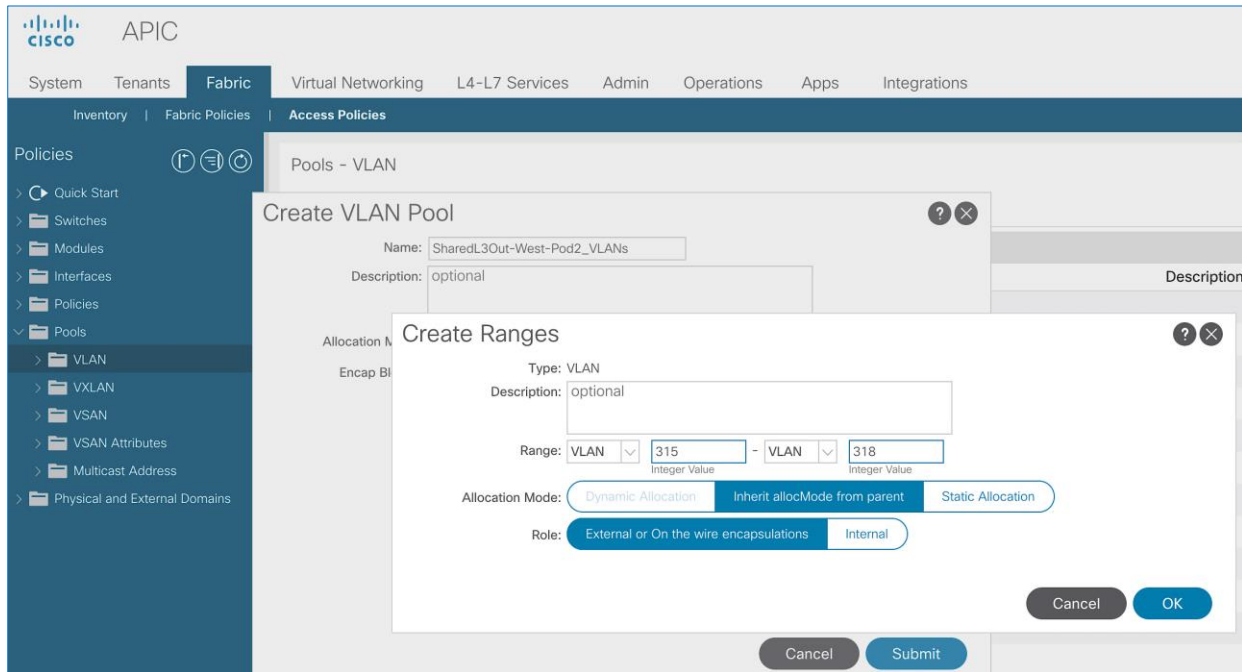 CISCO APIC
System Tenants Fabric Virtual Networking L4-L7 Services Admin Operations Apps Integrations
Inventory | Fabric Policies | Access Policies
Policies
Quick Start
Switches
Modules
Interfaces
Policies
Pools
VLAN
VXLAN
VSAN
VSAN Attributes
Multicast Address
Physical and External Domains
Pools - VLAN
Description
Create VLAN Pool
Name: SharedL3Out-West-Pod2_VLANs
Description: optional
Allocation M
Encap Bl
Create Ranges
Type: VLAN
Description: optional
Range: VLAN 315 - VLAN 318
Integer Value Integer Value
Allocation Mode: Dynamic Allocation Inherit allocMode from parent Static Allocation
Role: External or On the wire encapsulations Internal
Cancel OK
Cancel Submit